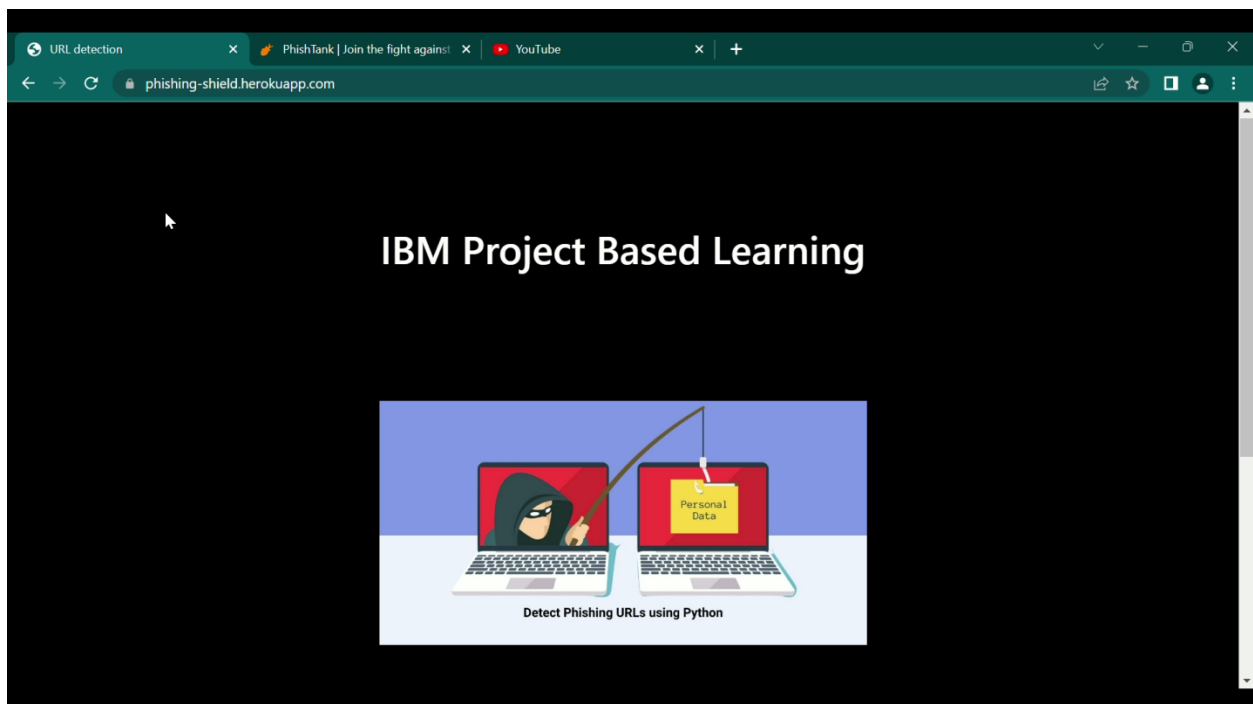 URL detection
PhishTank | Join the fight against
YouTube
phishing-shield.herokuapp.com
IBM Project Based Learning
Personal
Data
Detect Phishing URLs using Python